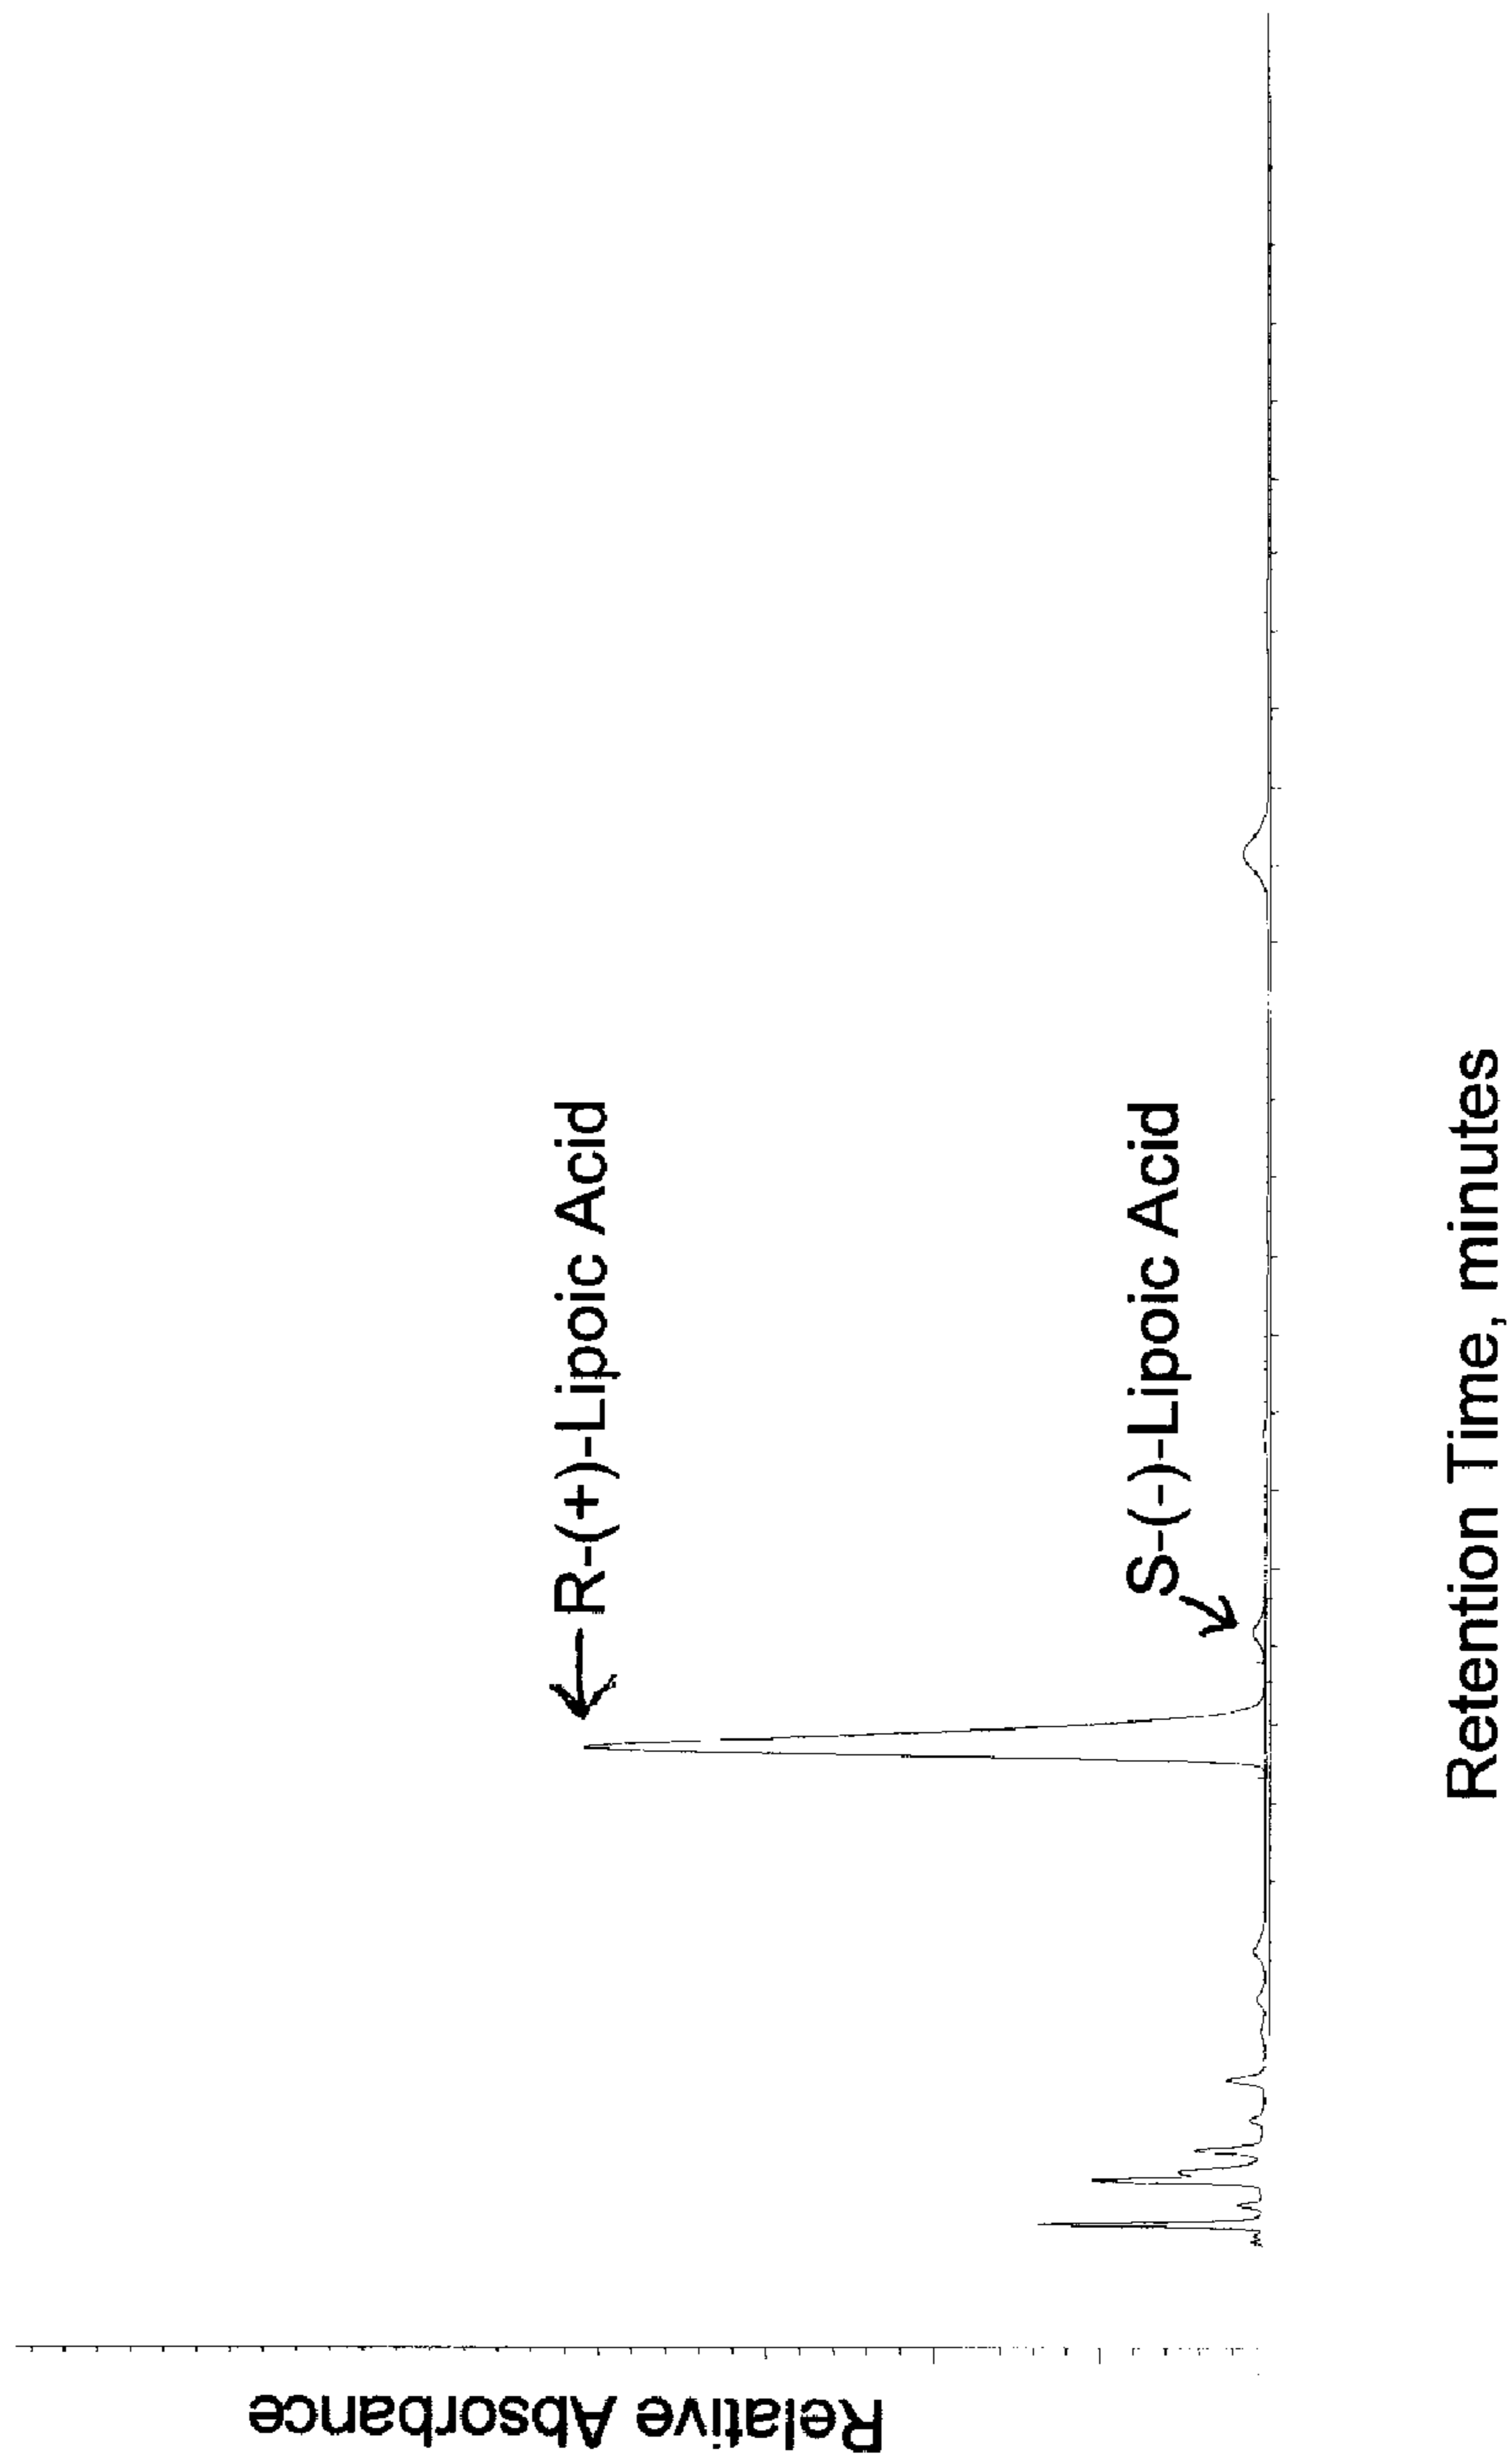 R-(+)-Lipoic Acid
S-(-)-Lipoic Acid
Retention Time, minutes
Relative Absorbance